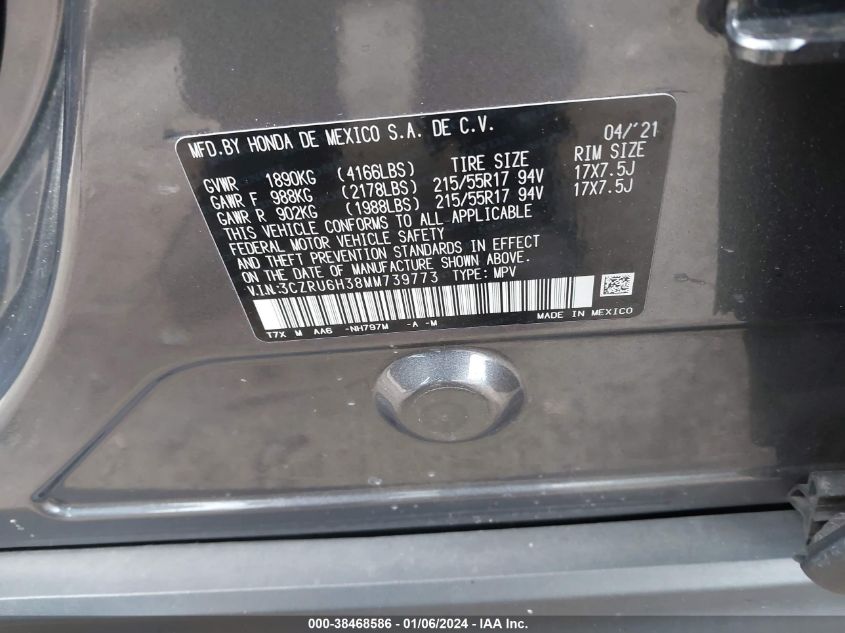 MFD.BY HONDA DE MEXICO S.A. DE C.V. 04/'21
TIRE SIZE RIM SIZE
GVWR 1890KG (4166LBS)
GAWR F 988KG (2178LBS) 215/55R17 94V 17X7.5J
GAWR R 902KG (1988LBS) 215/55R17 94V 17X7.5J
THIS VEHICLE CONFORMS TO ALL APPLICABLE
FEDERAL MOTOR VEHICLE SAFETY
AND THEFT PREVENTION STANDARDS IN EFFECT
ON THE DATE OF MANUFACTURE SHOWN ABOVE.
V.I.N:3CZRU6H38MM739773 TYPE: MPV
T7X M AA6 -NH797M -A -M MADE IN MEXICO
000-38468586 - 01/06/2024 - IAA Inc.